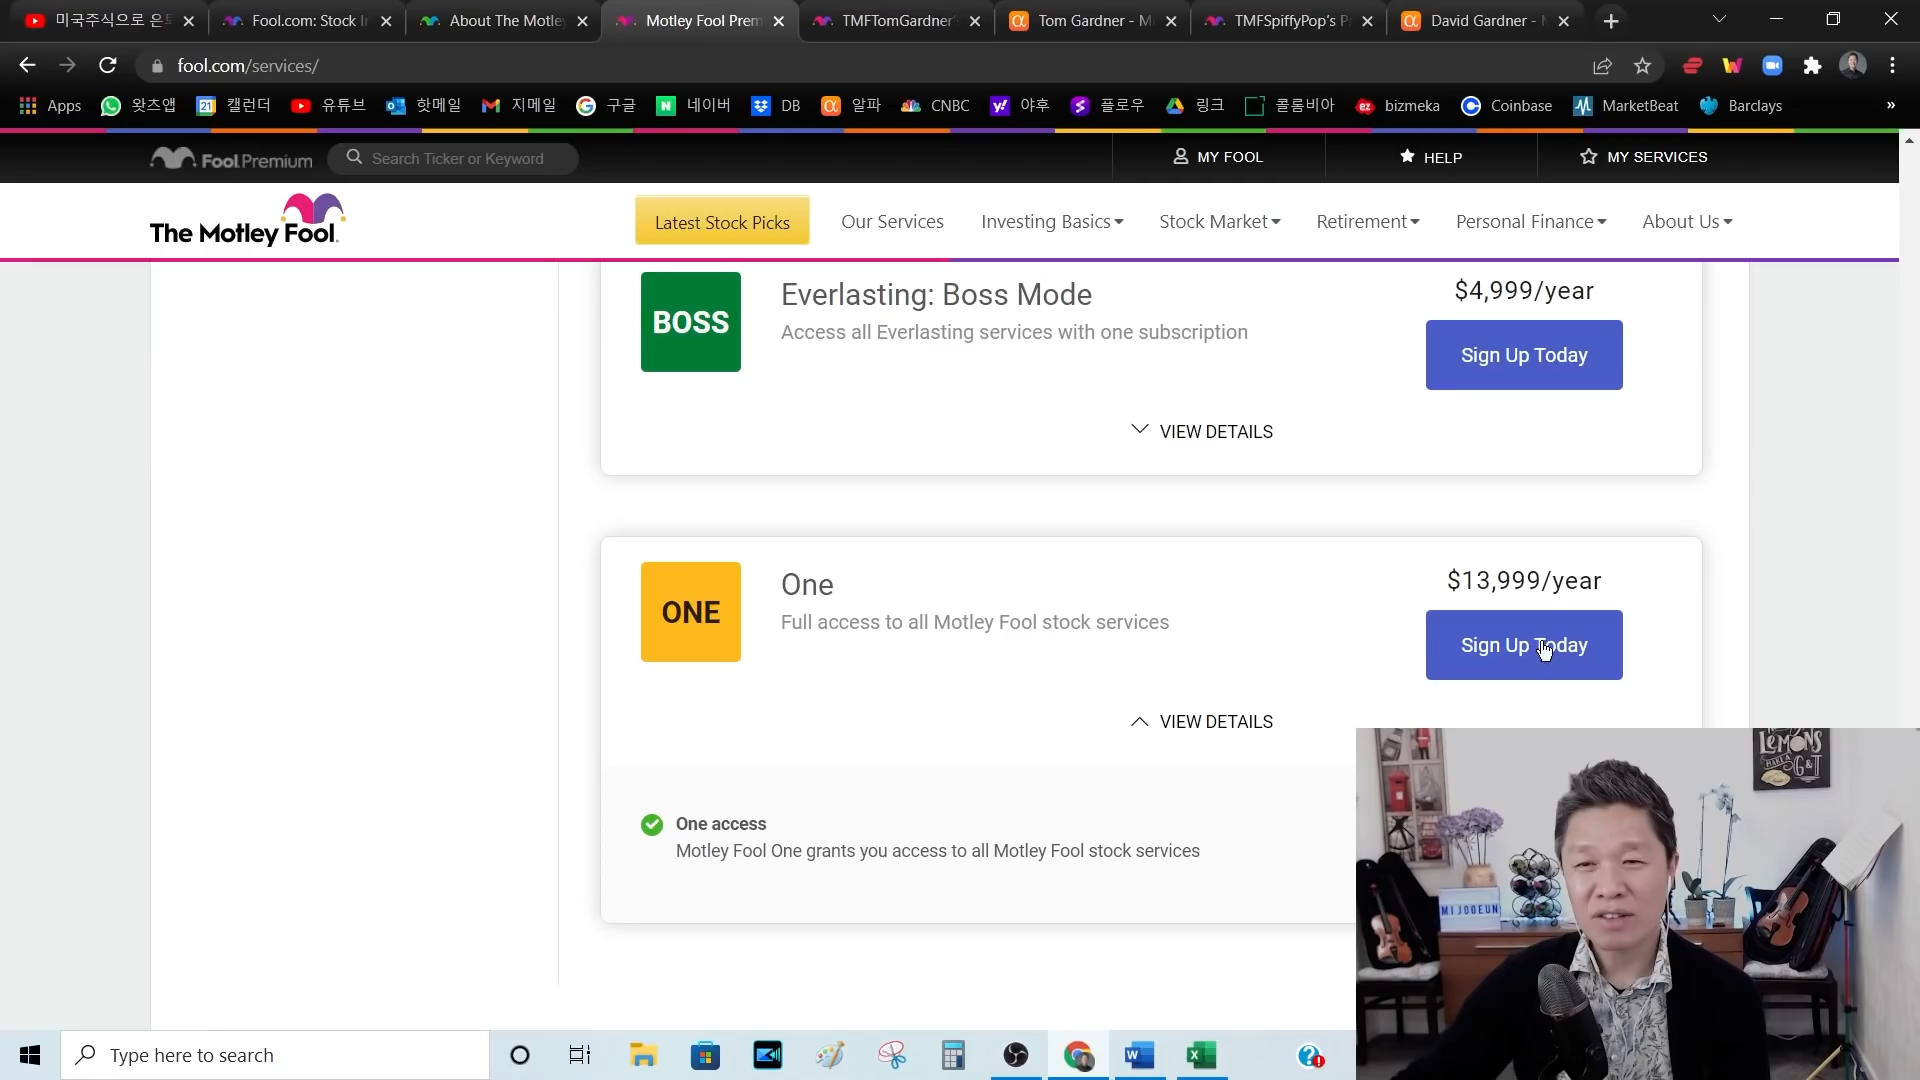 미국주식으로 은퇴
Fool.com: Stock I
About The Motley
Motley Fool Prem
TMFTomGardner's
Tom Gardner - M
TMFSpiffyPop's P
David Gardner -
fool.com/services/
Apps 왓츠앱 캘린더 유튜브 핫메일 지메일 구글 네이버 DB 알파 CNBC 야후 플로우 링크 콜롬비아 bizmeka Coinbase MarketBeat Barclays »
FoolPremium Search Ticker or Keyword MY FOOL HELP MY SERVICES
The Motley Fool. Latest Stock Picks Our Services Investing Basics Stock Market Retirement Personal Finance About Us
BOSS
Everlasting: Boss Mode
Access all Everlasting services with one subscription
$4,999/year
Sign Up Today
VIEW DETAILS
ONE
One
Full access to all Motley Fool stock services
$13,999/year
Sign Up Today
VIEW DETAILS
One access
Motley Fool One grants you access to all Motley Fool stock services
LEMONS
MAKE A
G&T
MIJOOEUN
Type here to search